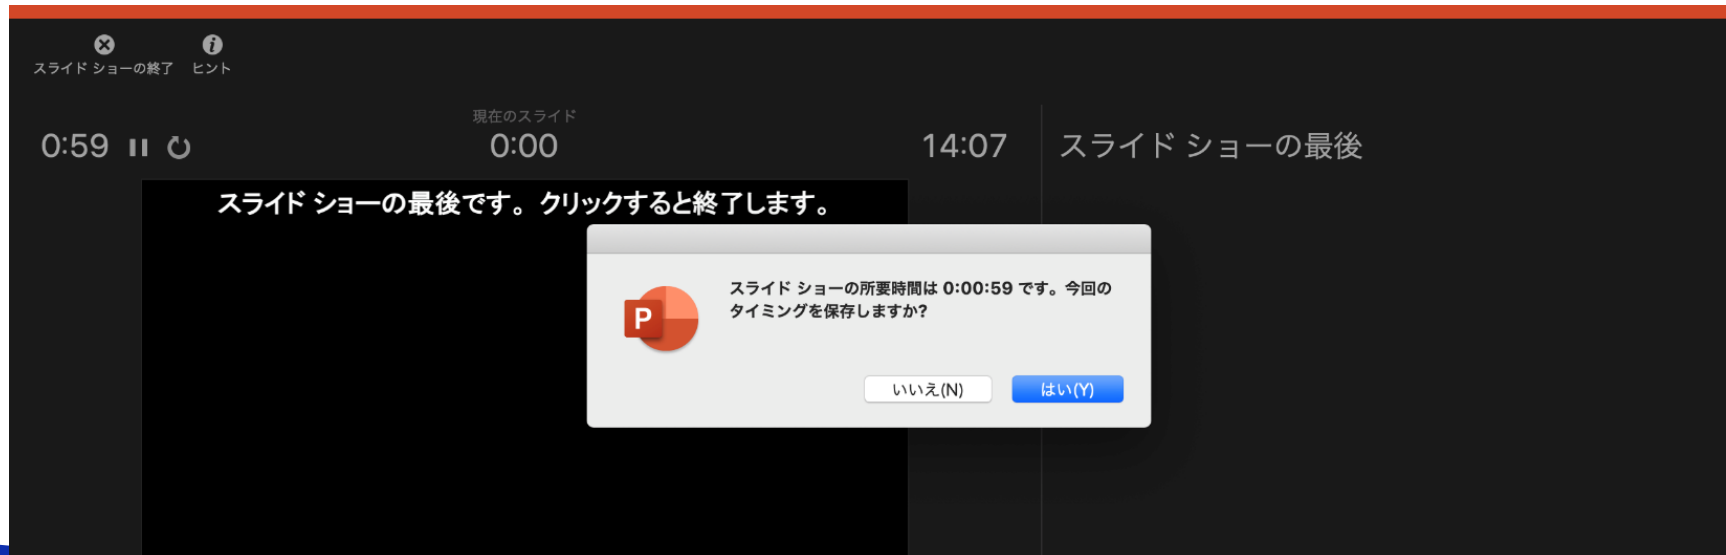 スライド ショーの終了 ヒント
現在のスライド
0:59 0:00 14:07 スライド ショーの最後
スライド ショーの最後です。クリックすると終了します。
スライド ショーの所要時間は 0:00:59 です。今回の
タイミングを保存しますか?
P
いいえ(N) はい(Y)